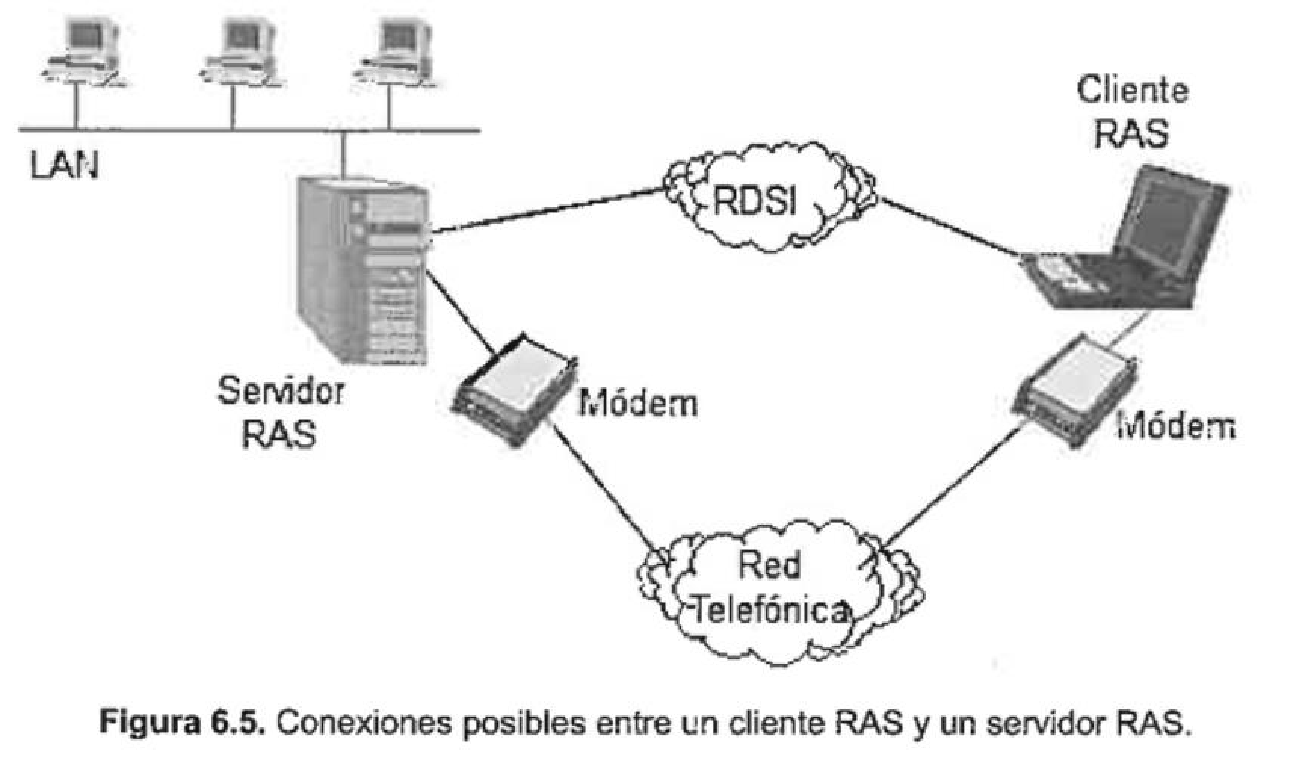 LAN
RDSI
Cliente
RAS
Servidor
RAS
Módem
Módem
Red
Telefónica
Figura 6.5. Conexiones posibles entre un cliente RAS y un servidor RAS.